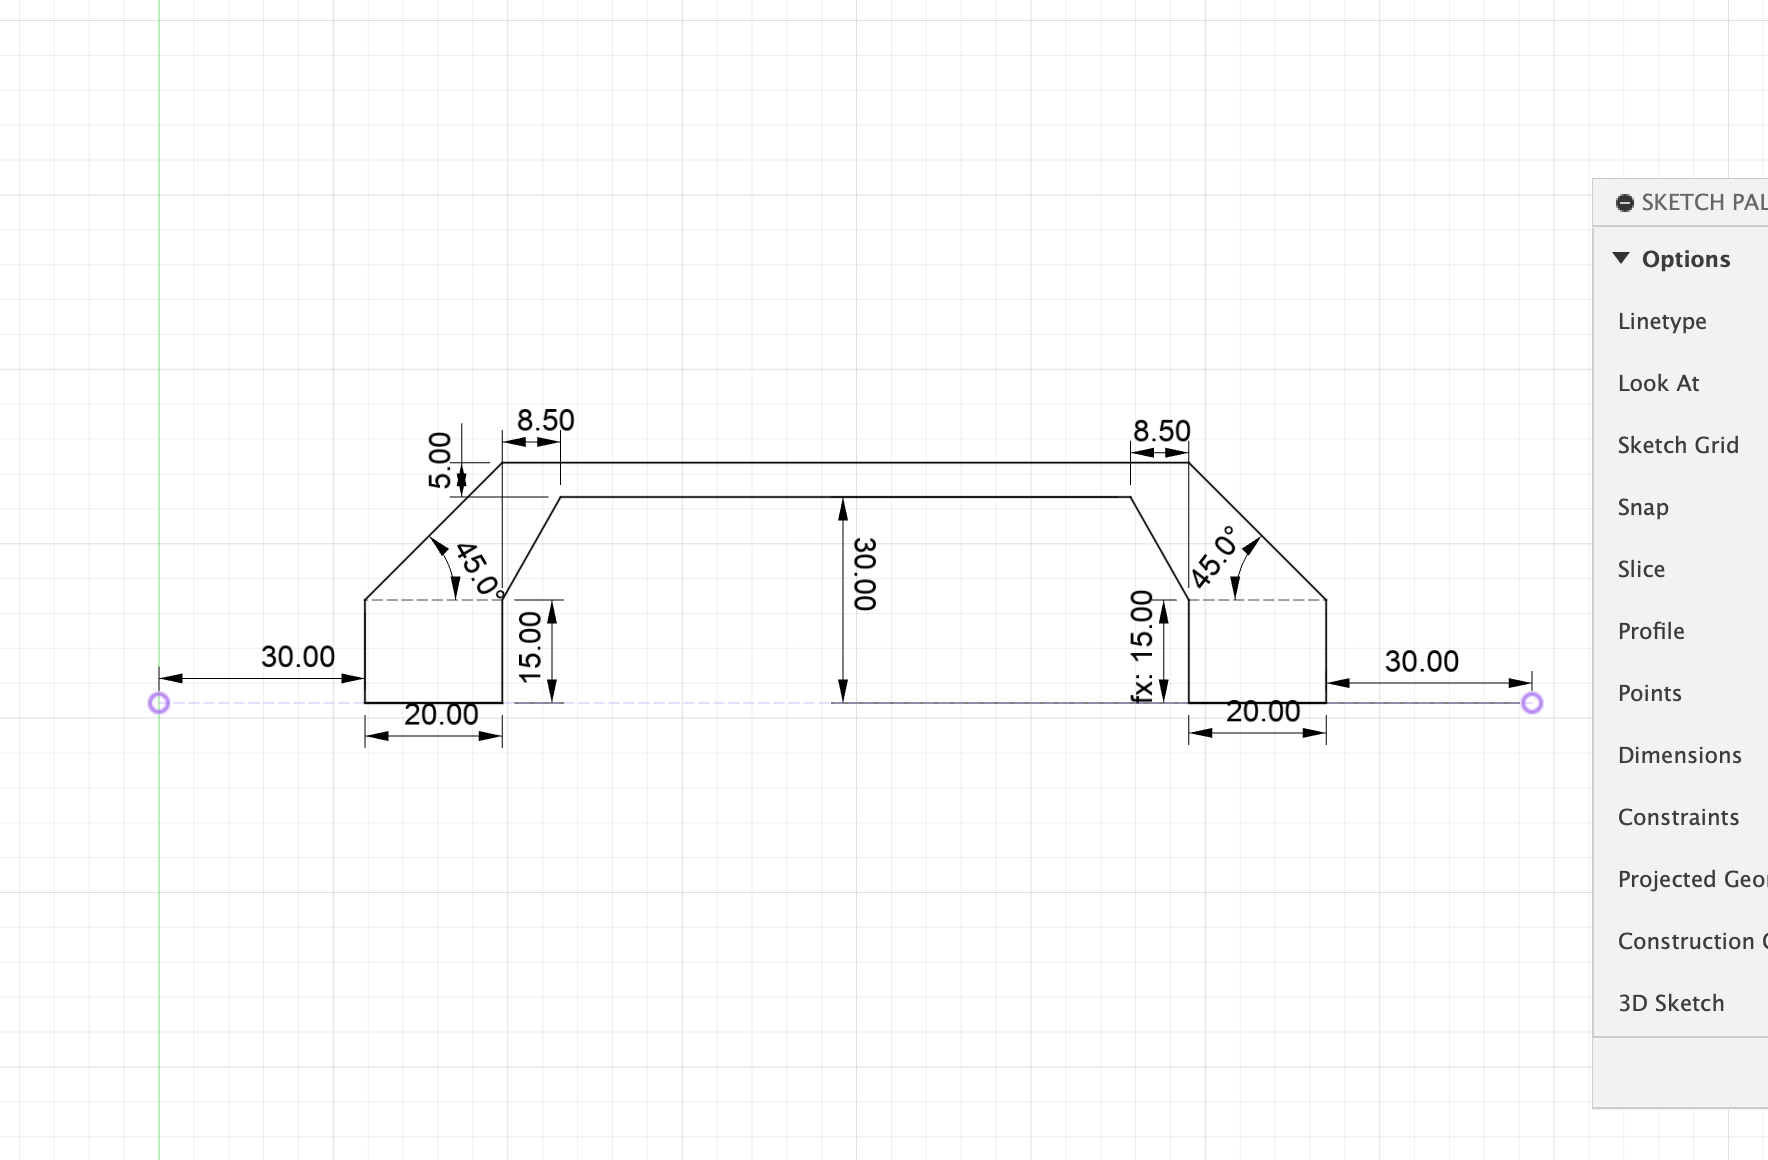 SKETCH PAL
Options
Linetype
Look At
Sketch Grid
Snap
Slice
Profile
Points
Dimensions
Constraints
Projected Geo
Construction
3D Sketch
8.50
8.50
5.00
45.0°
45.0°
30.00
15.00
fx: 15.00
30.00
30.00
20.00
20.00